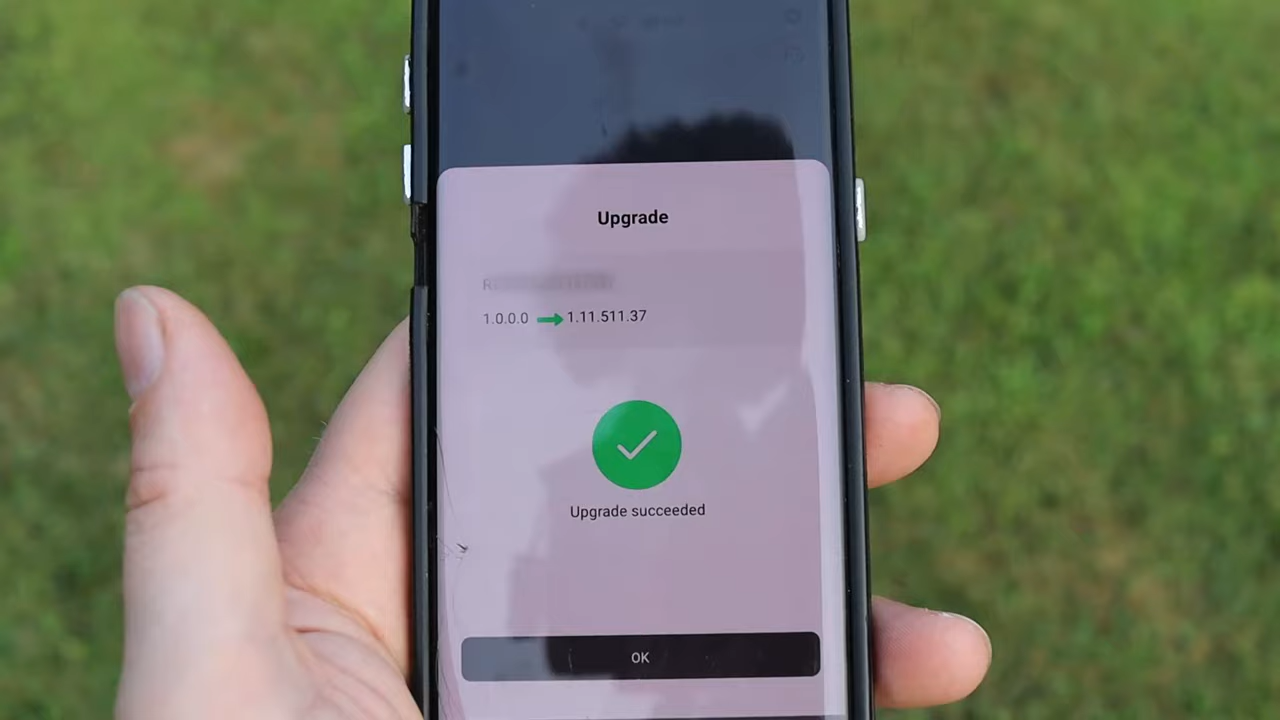 Upgrade
1.0.0.0 → 1.11.511.37
Upgrade succeeded
OK